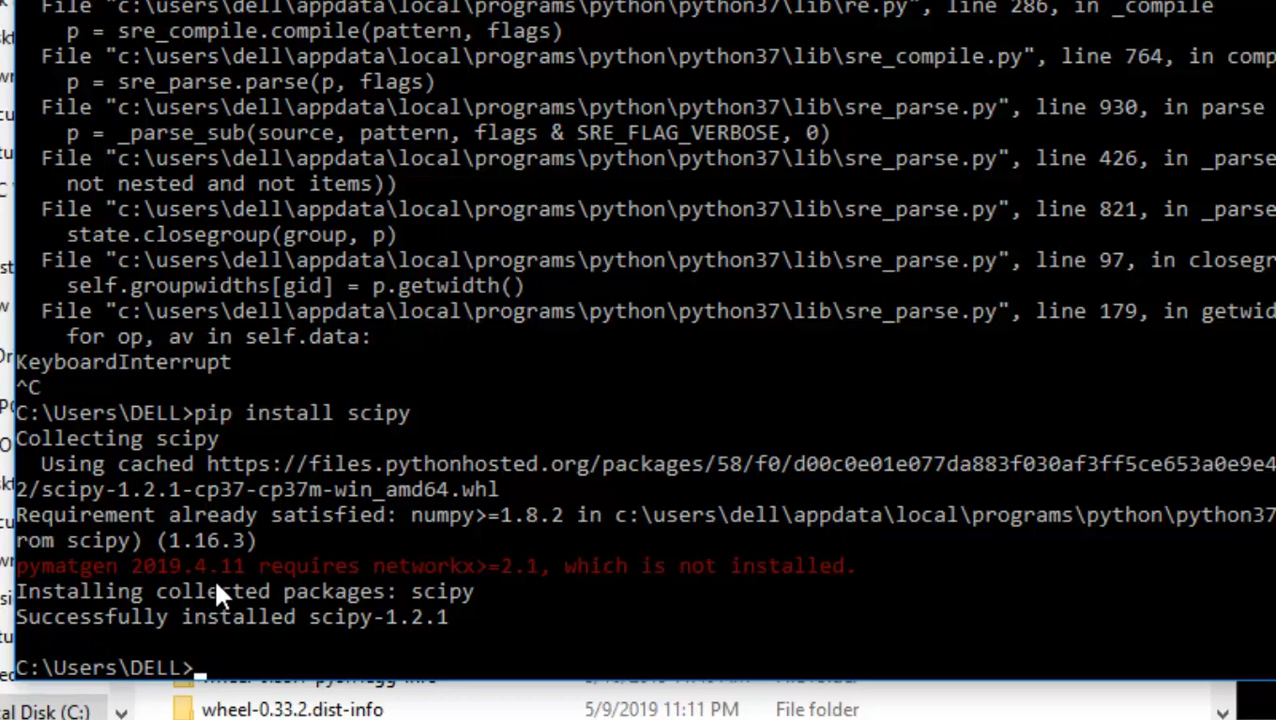 File "c:\users\dell\appdata\local\programs\python\python37\lib\re.py", line 286, in _compile
p = sre_compile.compile(pattern, flags)
File "c:\users\dell\appdata\local\programs\python\python37\lib\sre_compile.py", line 764, in comp
p = sre_parse.parse(p, flags)
File "c:\users\dell\appdata\local\programs\python\python37\lib\sre_parse.py", line 930, in parse
p = _parse_sub(source, pattern, flags & SRE_FLAG_VERBOSE, 0)
File "c:\users\dell\appdata\local\programs\python\python37\lib\sre_parse.py", line 426, in _parse
not nested and not items))
File "c:\users\dell\appdata\local\programs\python\python37\lib\sre_parse.py", line 821, in _parse
state.closegroup(group, p)
File "c:\users\dell\appdata\local\programs\python\python37\lib\sre_parse.py", line 97, in closegr
self.groupwidths[gid] = p.getwidth()
File "c:\users\dell\appdata\local\programs\python\python37\lib\sre_parse.py", line 179, in getwid
for op, av in self.data:
KeyboardInterrupt
^C
C:\Users\DELL>pip install scipy
Collecting scipy
Using cached https://files.pythonhosted.org/packages/58/f0/d00c0e01e077da883f030af3ff5ce653a0e9e4
2/scipy-1.2.1-cp37-cp37m-win_amd64.whl
Requirement already satisfied: numpy>=1.8.2 in c:\users\dell\appdata\local\programs\python\python37
rom scipy) (1.16.3)
pymatgen 2019.4.11 requires networkx>=2.1, which is not installed.
Installing collected packages: scipy
Successfully installed scipy-1.2.1
C:\Users\DELL>
cal Disk (C:)
wheel-0.33.2.dist-info 5/9/2019 11:11 PM File folder